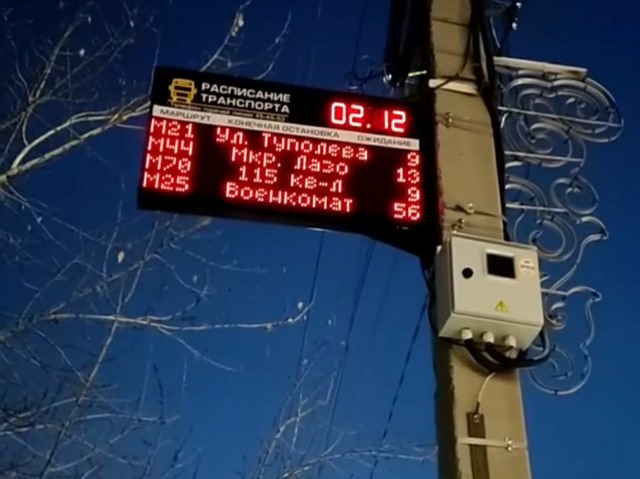 РАСПИСАНИЕ
ТРАНСПОРТА
02.12
МАРШРУТ КОНЕЧНАЯ ОСТАНОВКА ОЖИДАНИЕ
М21 Ул. Туполева 9
М44 Мкр. Лазо 13
М70 115 кв-л 9
М25 Военкомат 56